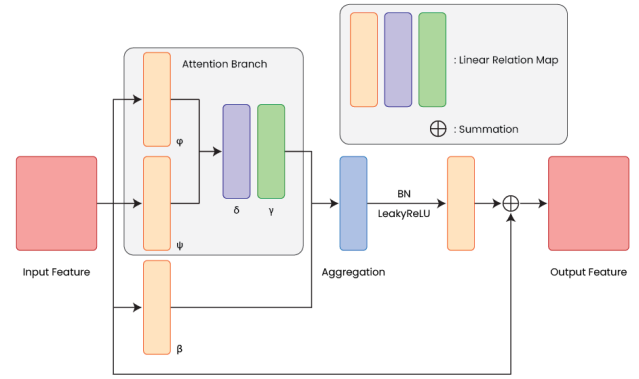 Attention Branch
: Linear Relation Map
: Summation
φ
δ
γ
ψ
BN
LeakyReLU
Input Feature
Aggregation
Output Feature
β